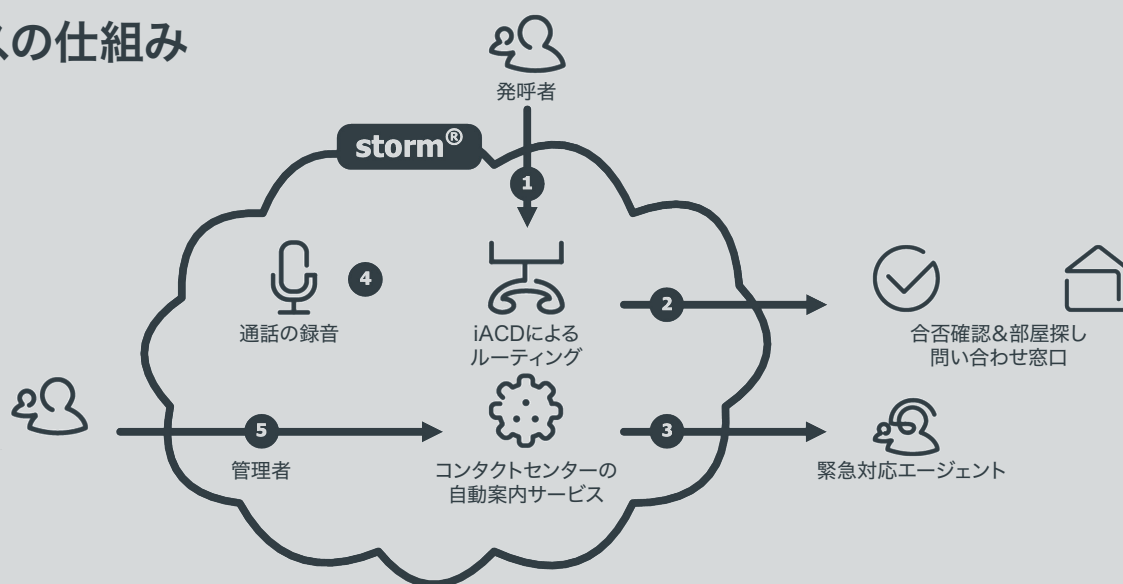 スの仕組み
発呼者
storm®
1
4
通話の録音
iACDによる
ルーティング
2
合否確認&部屋探し
問い合わせ窓口
5
管理者
コンタクトセンターの
自動案内サービス
3
緊急対応エージェント